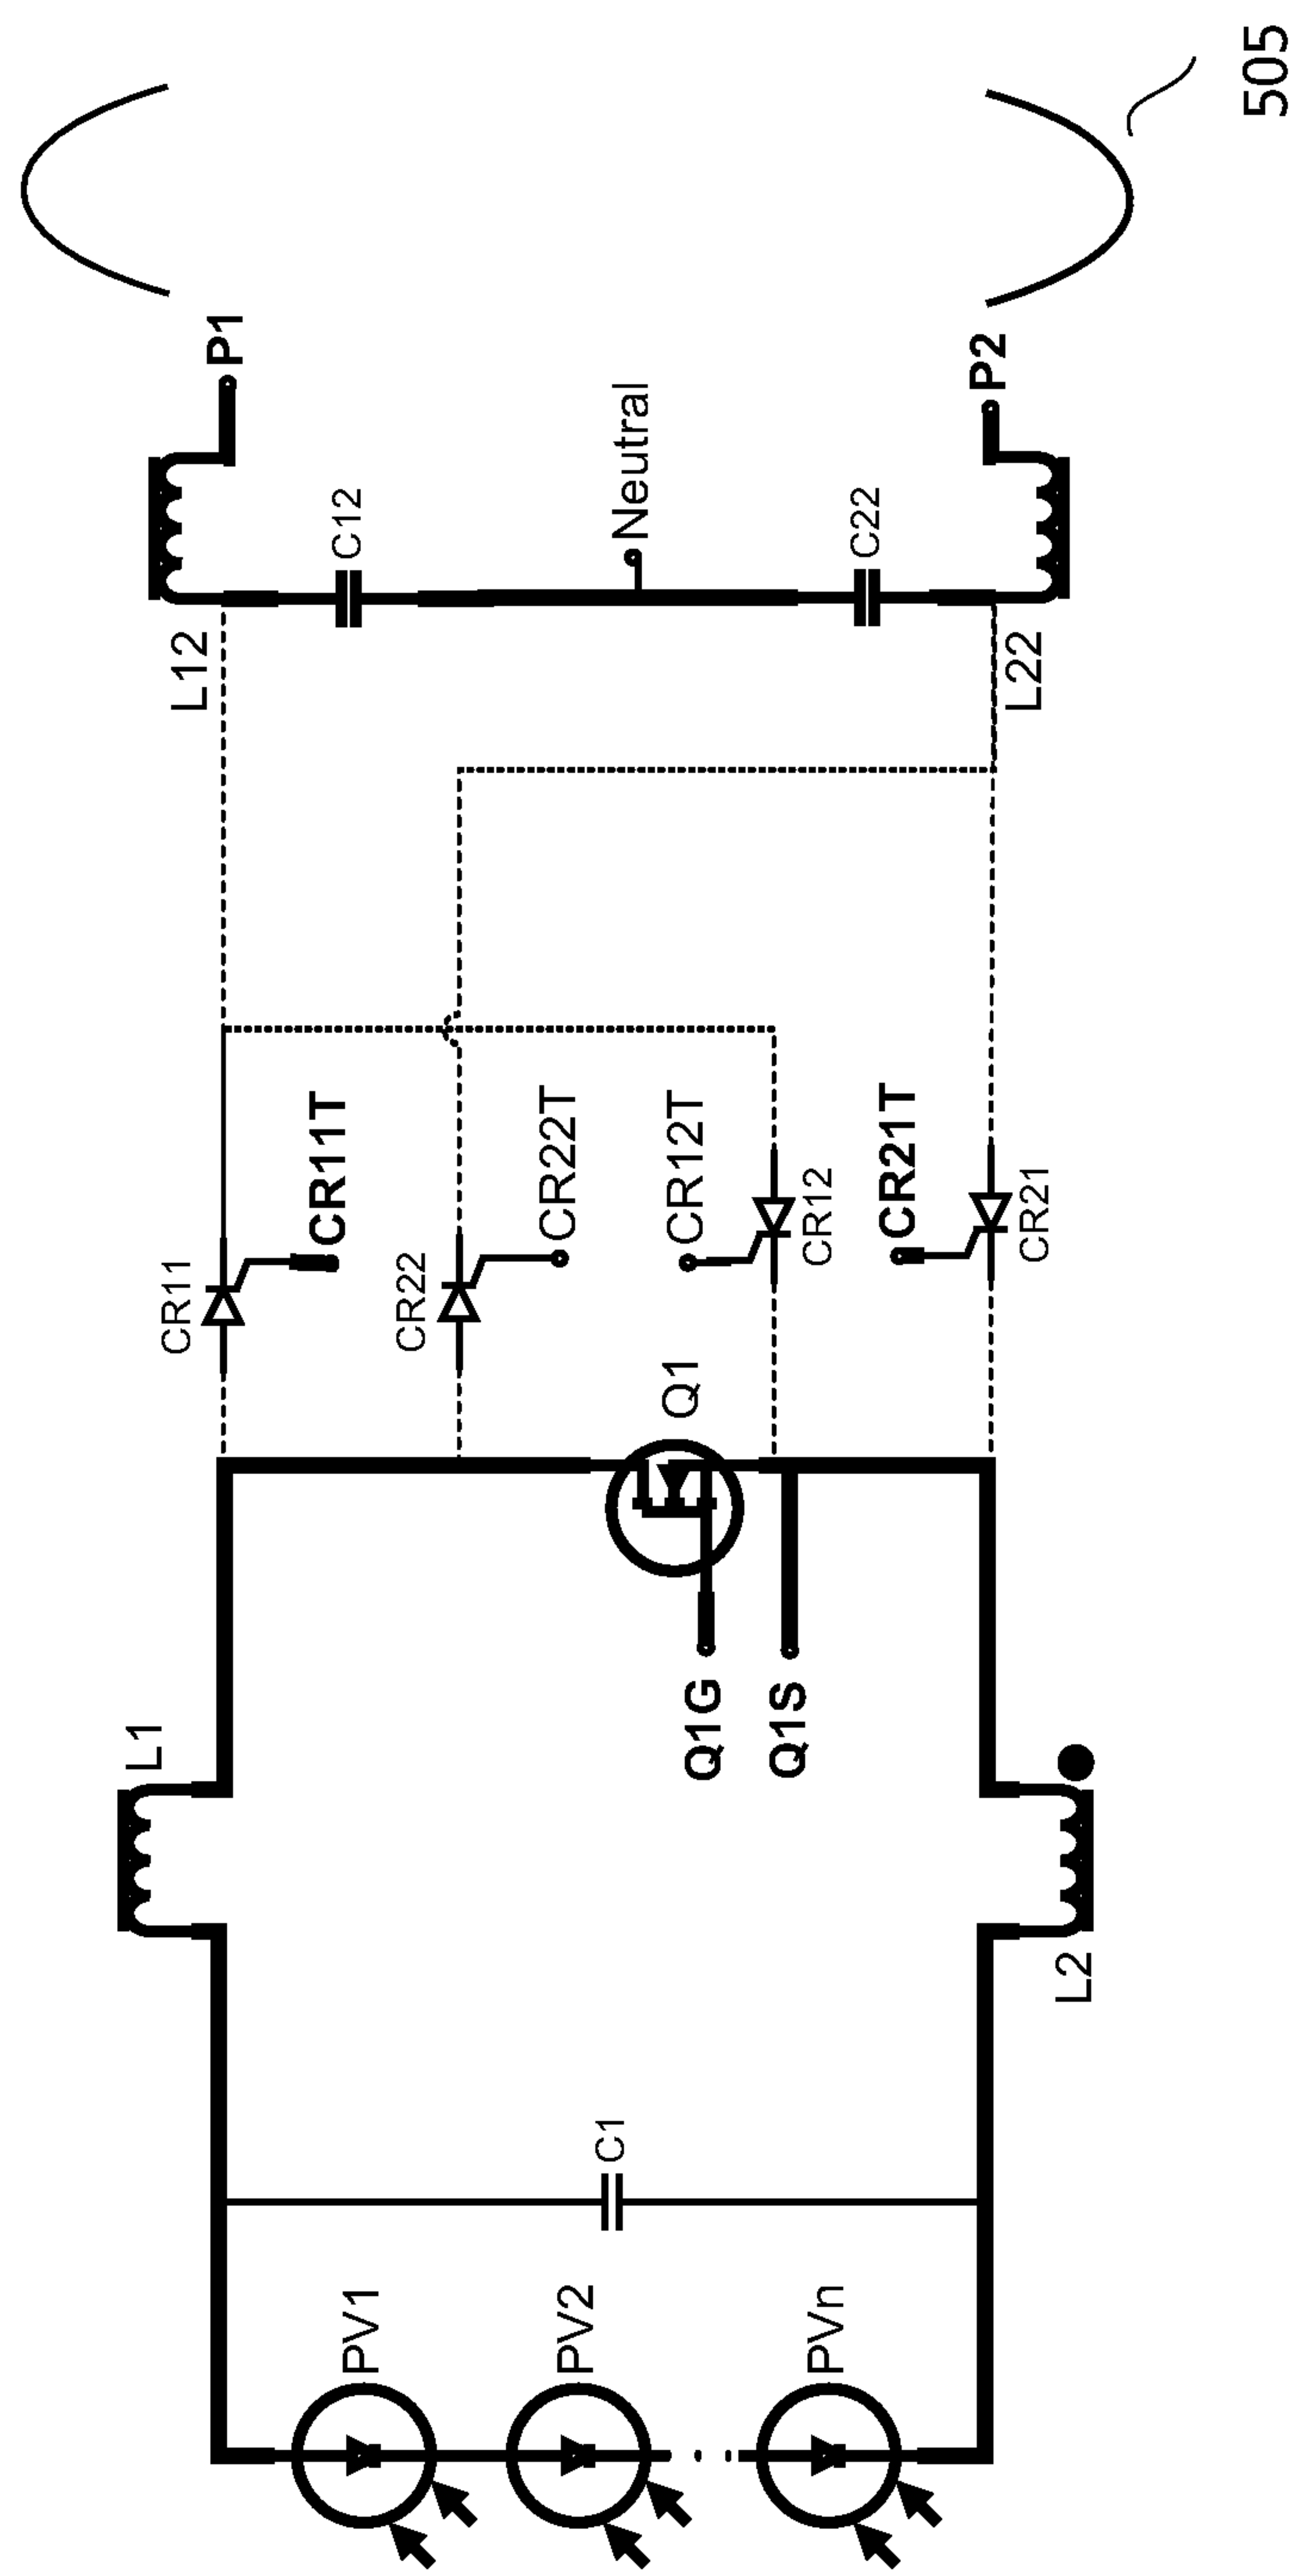 505
P1
P2
Neutral
C12
C22
L12
L22
CR11T
CR22T
CR12T
CR21T
CR11
CR22
CR12
CR21
Q1
Q1G
Q1S
L1
L2
C1
PV1
PV2
PVn